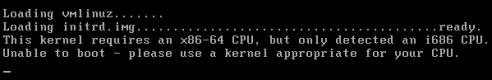 Loading vmlinuz.......
Loading initrd.img.......................................ready.
This kernel requires an x86-64 CPU, but only detected an i686 CPU.
Unable to boot - please use a kernel appropriate for your CPU.
_